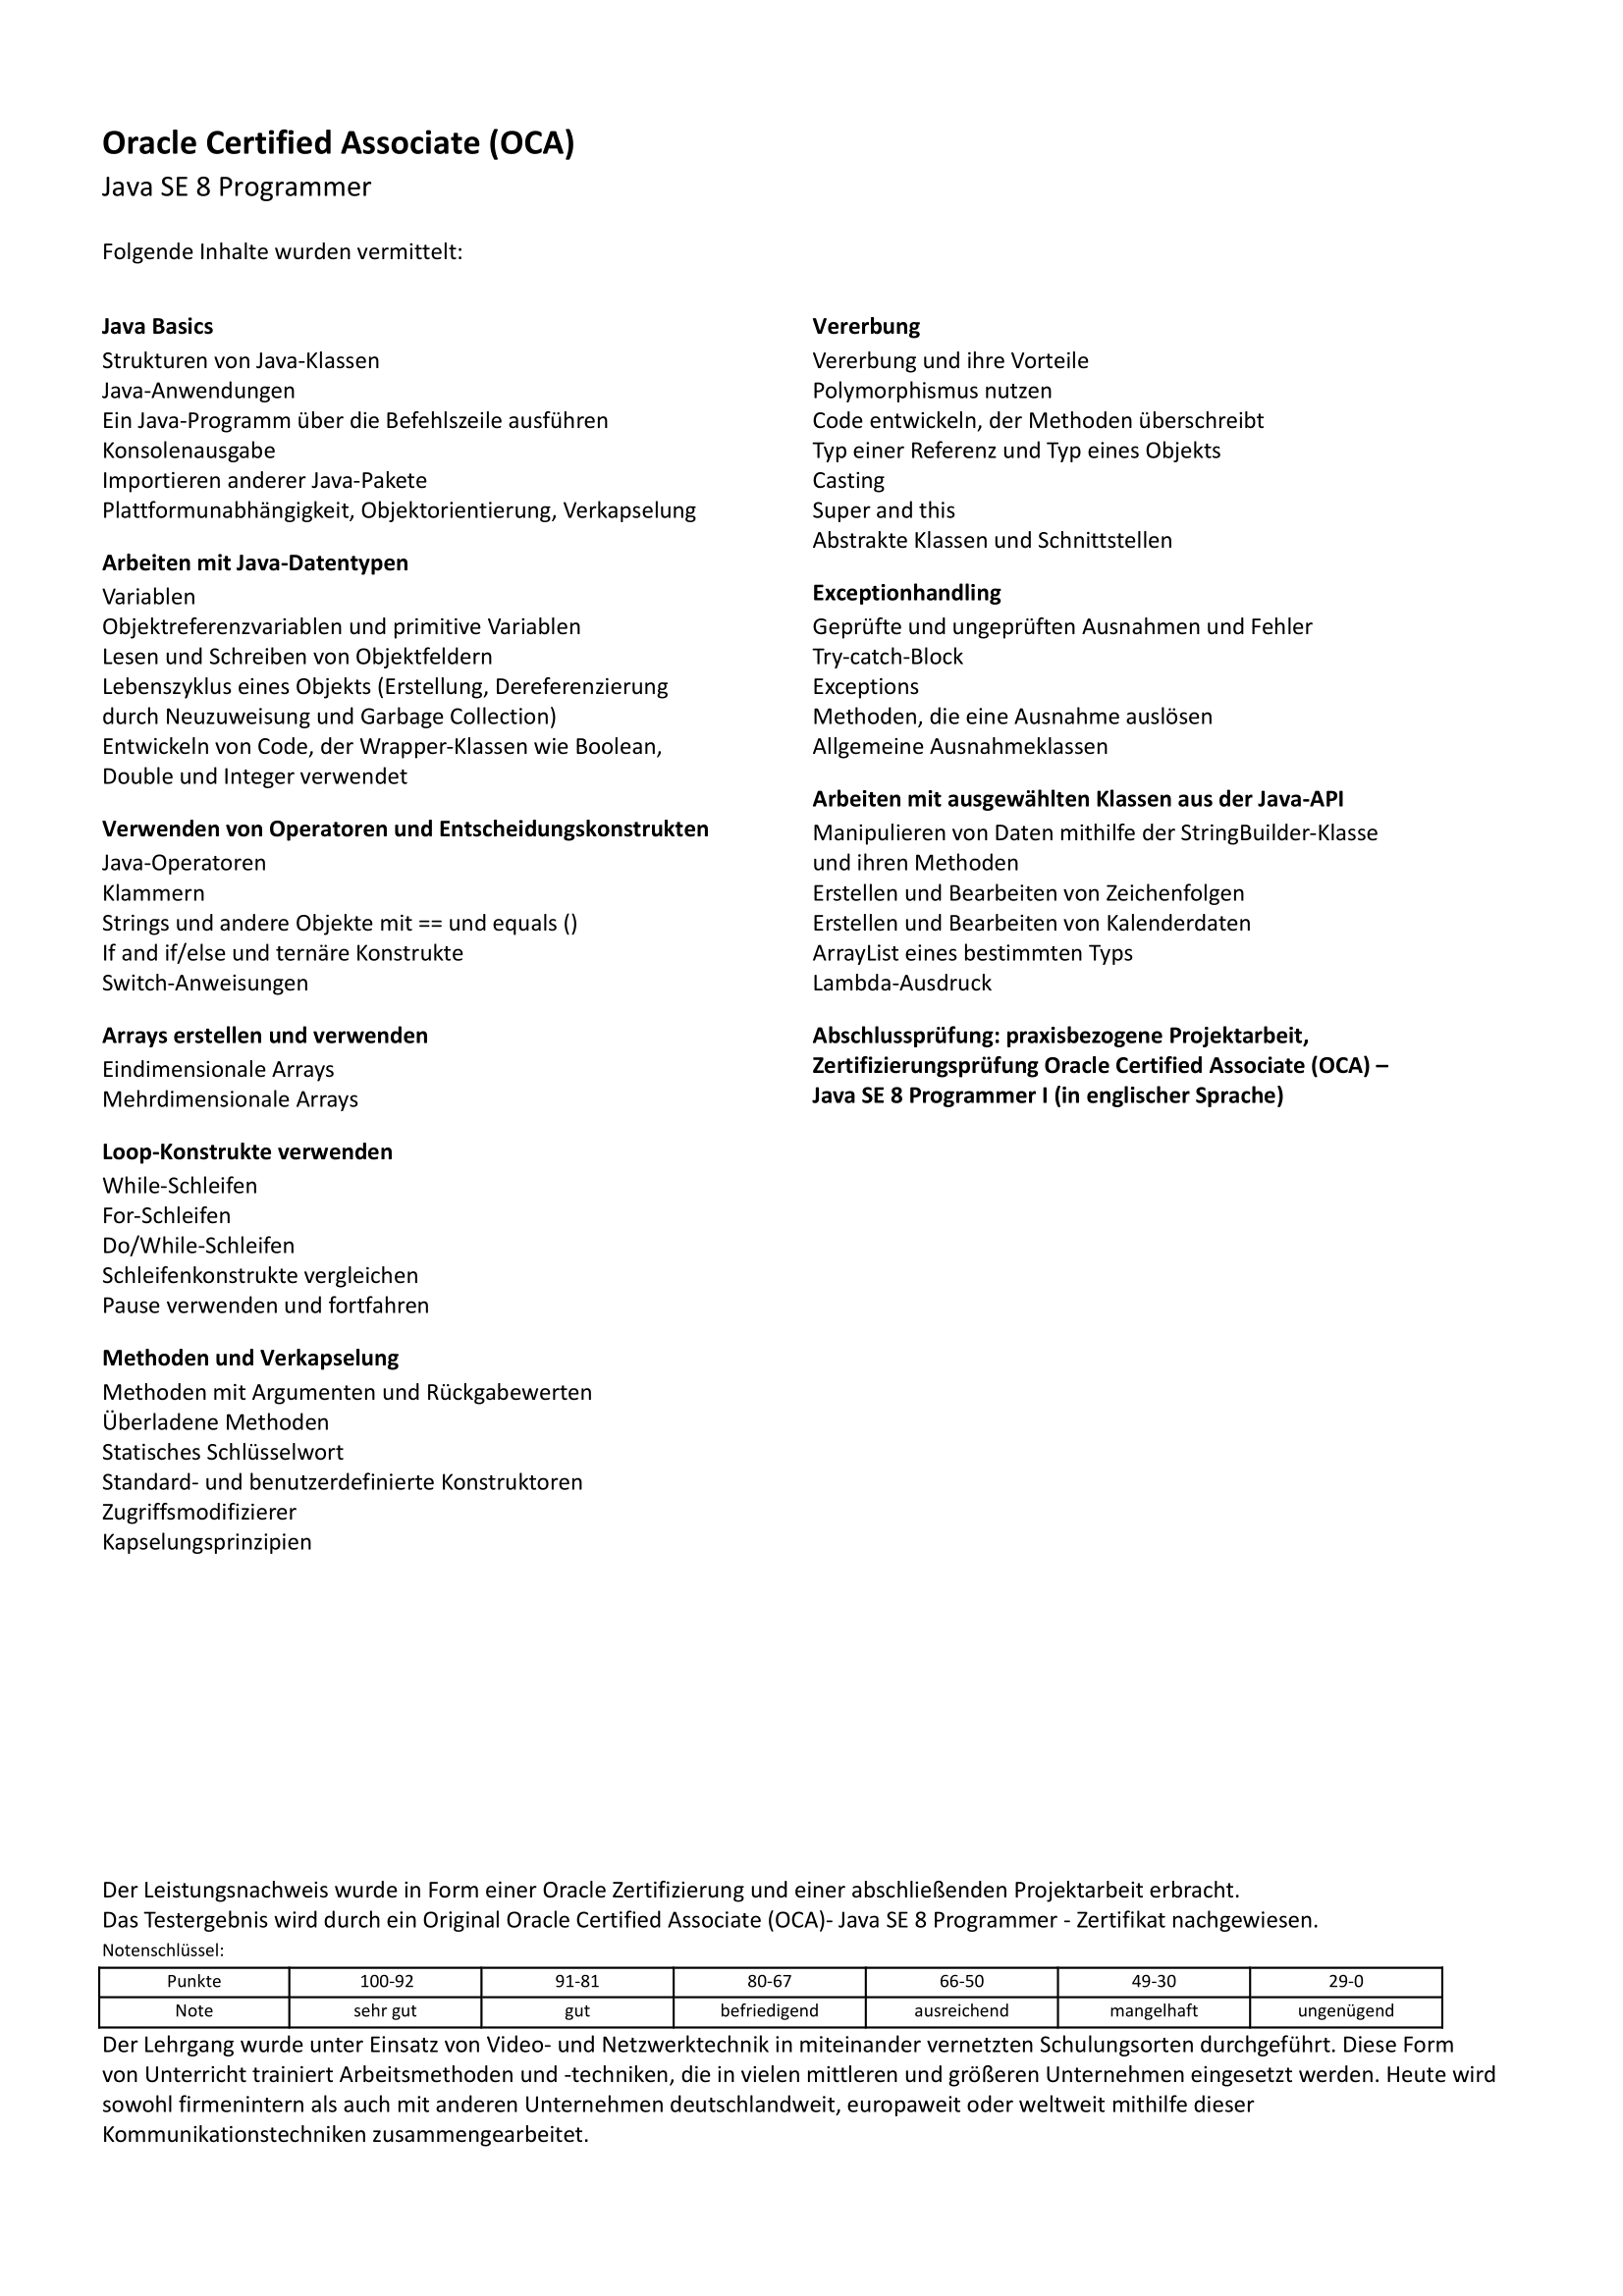 Oracle Certified Associate (OCA)
Java SE 8 Programmer
Folgende Inhalte wurden vermittelt:
Java Basics
Strukturen von Java-Klassen
Java-Anwendungen
Ein Java-Programm über die Befehlszeile ausführen
Konsolenausgabe
Importieren anderer Java-Pakete
Plattformunabhängigkeit, Objektorientierung, Verkapselung
Arbeiten mit Java-Datentypen
Variablen
Objektreferenzvariablen und primitive Variablen
Lesen und Schreiben von Objektfeldern
Lebenszyklus eines Objekts (Erstellung, Dereferenzierung
durch Neuzuweisung und Garbage Collection)
Entwickeln von Code, der Wrapper-Klassen wie Boolean,
Double und Integer verwendet
Verwenden von Operatoren und Entscheidungskonstrukten
Java-Operatoren
Klammern
Strings und andere Objekte mit == und equals ()
If and if/else und ternäre Konstrukte
Switch-Anweisungen
Arrays erstellen und verwenden
Eindimensionale Arrays
Mehrdimensionale Arrays
Loop-Konstrukte verwenden
While-Schleifen
For-Schleifen
Do/While-Schleifen
Schleifenkonstrukte vergleichen
Pause verwenden und fortfahren
Methoden und Verkapselung
Methoden mit Argumenten und Rückgabewerten
Überladene Methoden
Statisches Schlüsselwort
Standard- und benutzerdefinierte Konstruktoren
Zugriffsmodifizierer
Kapselungsprinzipien
Vererbung
Vererbung und ihre Vorteile
Polymorphismus nutzen
Code entwickeln, der Methoden überschreibt
Typ einer Referenz und Typ eines Objekts
Casting
Super and this
Abstrakte Klassen und Schnittstellen
Exceptionhandling
Geprüfte und ungeprüften Ausnahmen und Fehler
Try-catch-Block
Exceptions
Methoden, die eine Ausnahme auslösen
Allgemeine Ausnahmeklassen
Arbeiten mit ausgewählten Klassen aus der Java-API
Manipulieren von Daten mithilfe der StringBuilder-Klasse
und ihren Methoden
Erstellen und Bearbeiten von Zeichenfolgen
Erstellen und Bearbeiten von Kalenderdaten
ArrayList eines bestimmten Typs
Lambda-Ausdruck
Abschlussprüfung: praxisbezogene Projektarbeit,
Zertifizierungsprüfung Oracle Certified Associate (OCA) –
Java SE 8 Programmer I (in englischer Sprache)
Der Leistungsnachweis wurde in Form einer Oracle Zertifizierung und einer abschließenden Projektarbeit erbracht.
Das Testergebnis wird durch ein Original Oracle Certified Associate (OCA)- Java SE 8 Programmer - Zertifikat nachgewiesen.
Notenschlüssel:
Punkte 100-92 91-81 80-67 66-50 49-30 29-0
Note sehr gut gut befriedigend ausreichend mangelhaft ungenügend
Der Lehrgang wurde unter Einsatz von Video- und Netzwerktechnik in miteinander vernetzten Schulungsorten durchgeführt. Diese Form
von Unterricht trainiert Arbeitsmethoden und -techniken, die in vielen mittleren und größeren Unternehmen eingesetzt werden. Heute wird
sowohl firmenintern als auch mit anderen Unternehmen deutschlandweit, europaweit oder weltweit mithilfe dieser
Kommunikationstechniken zusammengearbeitet.